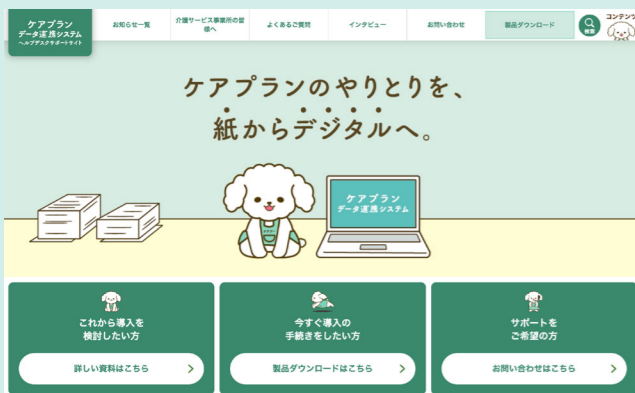 ケアプラン
データ連携システム
ヘルプデスクサポートサイト
お知らせ一覧
介護サービス事業所の皆
様へ
よくあるご質問
インタビュー
お問い合わせ
製品ダウンロード
検索
コンテンツ
ケアプランのやりとりを、
紙からデジタルへ。
ケアプラン
データ連携システム
これから導入を
検討したい方
詳しい資料はこちら
今すぐ導入の
手続きをしたい方
製品ダウンロードはこちら
サポートを
ご希望の方
お問い合わせはこちら